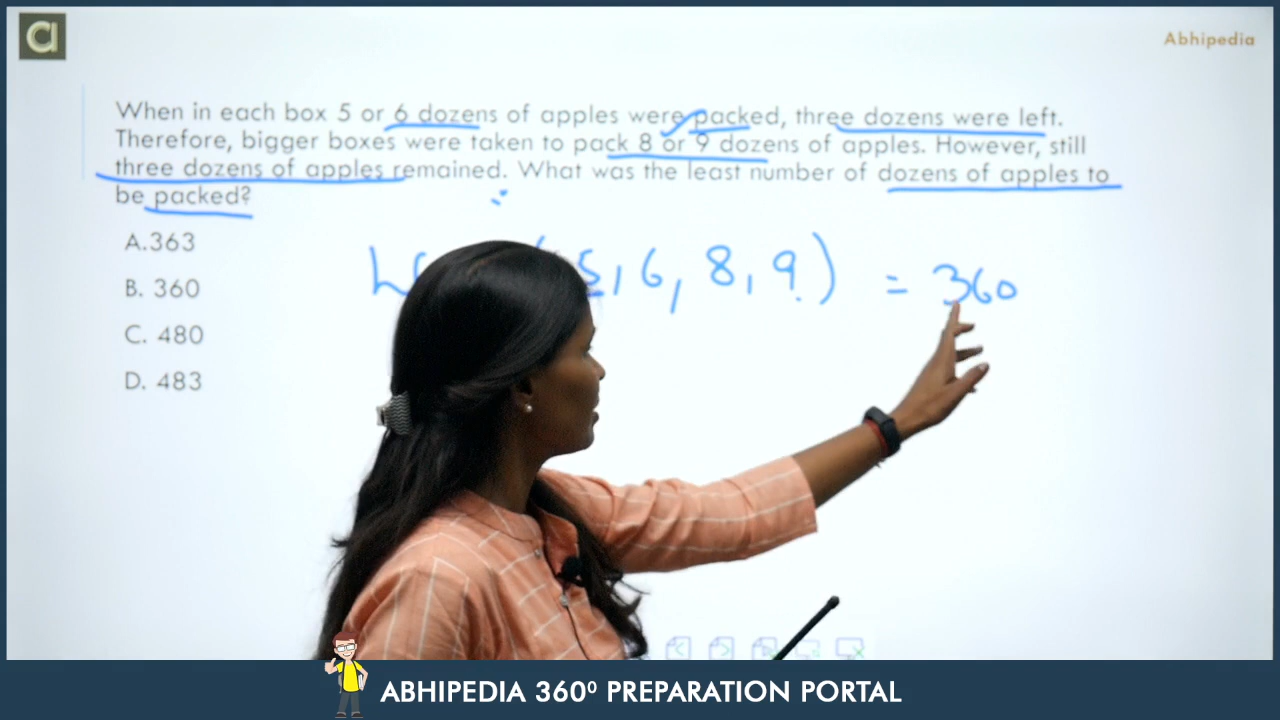 Abhipedia
When in each box 5 or 6 dozens of apples were packed, three dozens were left.
Therefore, bigger boxes were taken to pack 8 or 9 dozens of apples. However, still
three dozens of apples remained. What was the least number of dozens of apples to
be packed?
A.363
B. 360
C. 480
D. 483
5, 6, 8, 9 ) = 360
ABHIPEDIA 360⁰ PREPARATION PORTAL